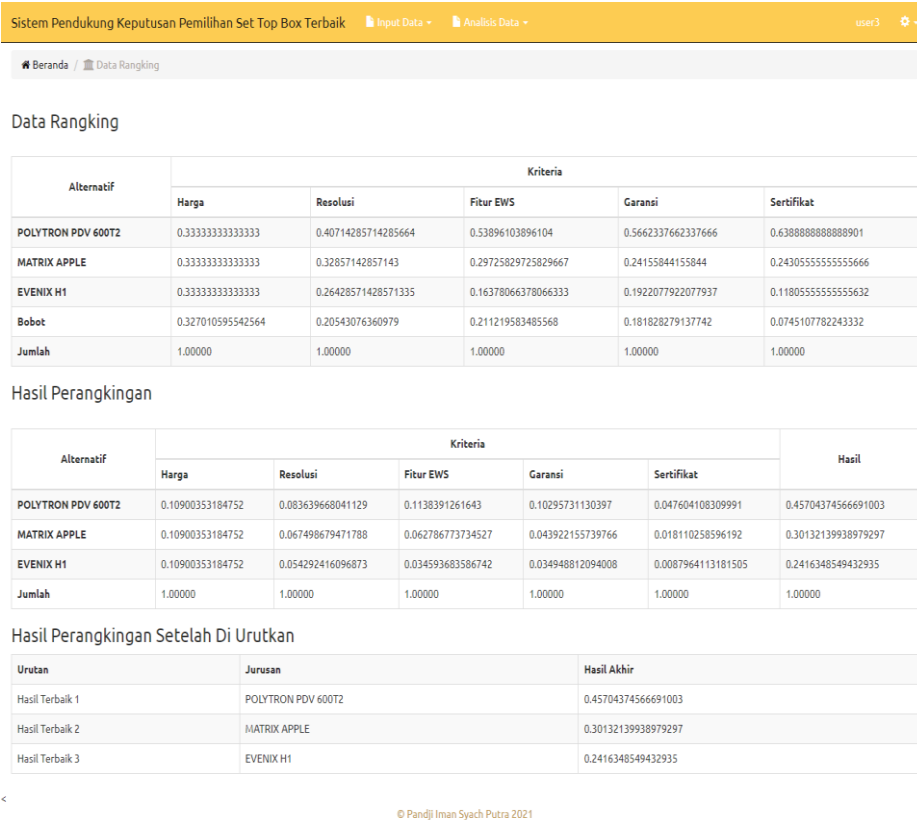 Sistem Pendukung Keputusan Pemilihan Set Top Box Terbaik Input Data Analisis Data user3
Beranda / Data Rangking
Data Rangking
Alternatif Kriteria
Harga Resolusi Fitur EWS Garansi Sertifikat
POLYTRON PDV 600T2 0.33333333333333 0.40714285714285664 0.53896103896104 0.5662337662337666 0.6388888888888901
MATRIX APPLE 0.33333333333333 0.32857142857143 0.29725829725829667 0.24155844155844 0.24305555555555666
EVENIX H1 0.33333333333333 0.26428571428571335 0.16378066378066333 0.1922077922077937 0.11805555555555632
Bobot 0.327010595542564 0.20543076360979 0.211219583485568 0.181828279137742 0.0745107782243332
Jumlah 1.00000 1.00000 1.00000 1.00000 1.00000
Hasil Perangkingan
Alternatif Kriteria Hasil
Harga Resolusi Fitur EWS Garansi Sertifikat
POLYTRON PDV 600T2 0.10900353184752 0.083639668041129 0.1138391261643 0.10295731130397 0.047604108309991 0.45704374566691003
MATRIX APPLE 0.10900353184752 0.067498679471788 0.062786773734527 0.043922155739766 0.018110258596192 0.30132139938979297
EVENIX H1 0.10900353184752 0.054292416096873 0.034593683586742 0.034948812094008 0.0087964113181505 0.2416348549432935
Jumlah 1.00000 1.00000 1.00000 1.00000 1.00000 1.00000
Hasil Perangkingan Setelah Di Urutkan
Urutan Jurusan Hasil Akhir
Hasil Terbaik 1 POLYTRON PDV 600T2 0.45704374566691003
Hasil Terbaik 2 MATRIX APPLE 0.30132139938979297
Hasil Terbaik 3 EVENIX H1 0.2416348549432935
<
© Pandji Iman Syach Putra 2021